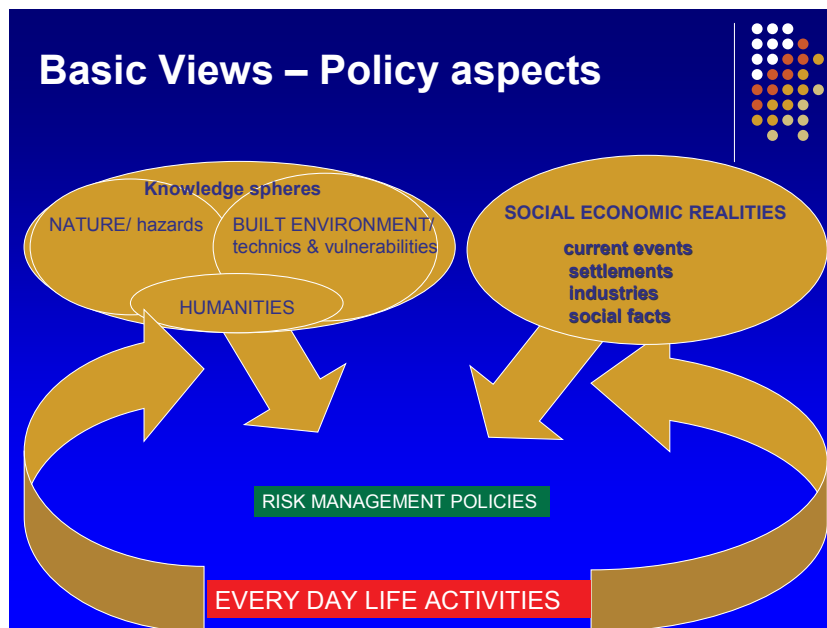 Basic Views – Policy aspects
Knowledge spheres
NATURE/ hazards
BUILT ENVIRONMENT/
technics & vulnerabilities
HUMANITIES
SOCIAL ECONOMIC REALITIES
current events
settlements
industries
social facts
RISK MANAGEMENT POLICIES
EVERY DAY LIFE ACTIVITIES